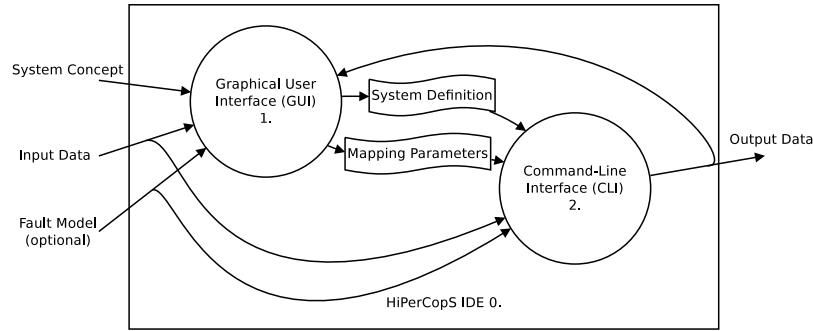 System Concept
Graphical User
Interface (GUI)
1.
System Definition
Input Data
Mapping Parameters
Output Data
Command-Line
Interface (CLI)
2.
Fault Model
(optional)
HiPerCopS IDE 0.